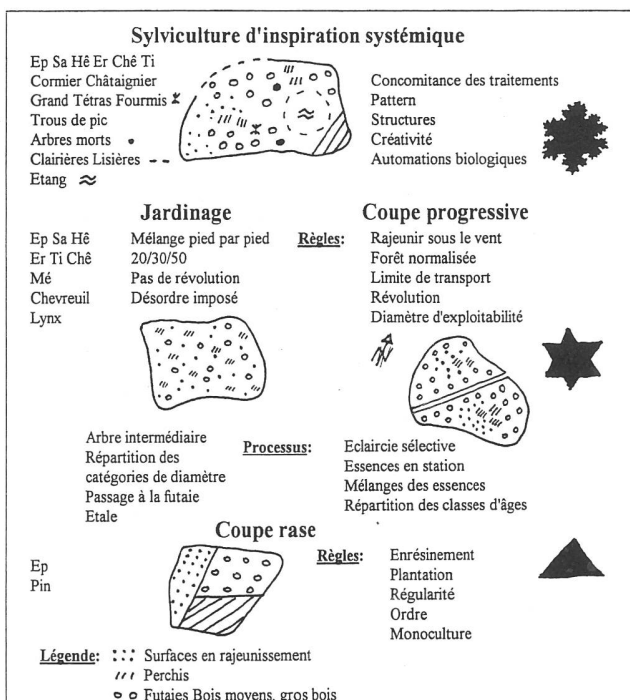 Sylviculture d'inspiration systémique
Ep Sa Hê Er Chê Ti
Cormier Châtaignier
Grand Tétras Fourmis
Trous de pic
Arbres morts
Clairières Lisières
Etang
Concomitance des traitements
Pattern
Structures
Créativité
Automations biologiques
Jardinage
Ep Sa Hê
Er Ti Chê
Mé
Chevreuil
Lynx
Mélange pied par pied
20/30/50
Pas de révolution
Désordre imposé
Règles:
Coupe progressive
Rajeunir sous le vent
Forêt normalisée
Limite de transport
Révolution
Diamètre d'exploitabilité
Arbre intermédiaire
Répartition des
catégories de diamètre
Passage à la futaie
Etale
Processus:
Eclaircie sélective
Essences en station
Mélanges des essences
Répartition des classes d'âges
Coupe rase
Ep
Pin
Règles:
Enrésinement
Plantation
Régularité
Ordre
Monoculture
Légende:
Surfaces en rajeunissement
Perchis
Futaies Bois moyens, gros bois